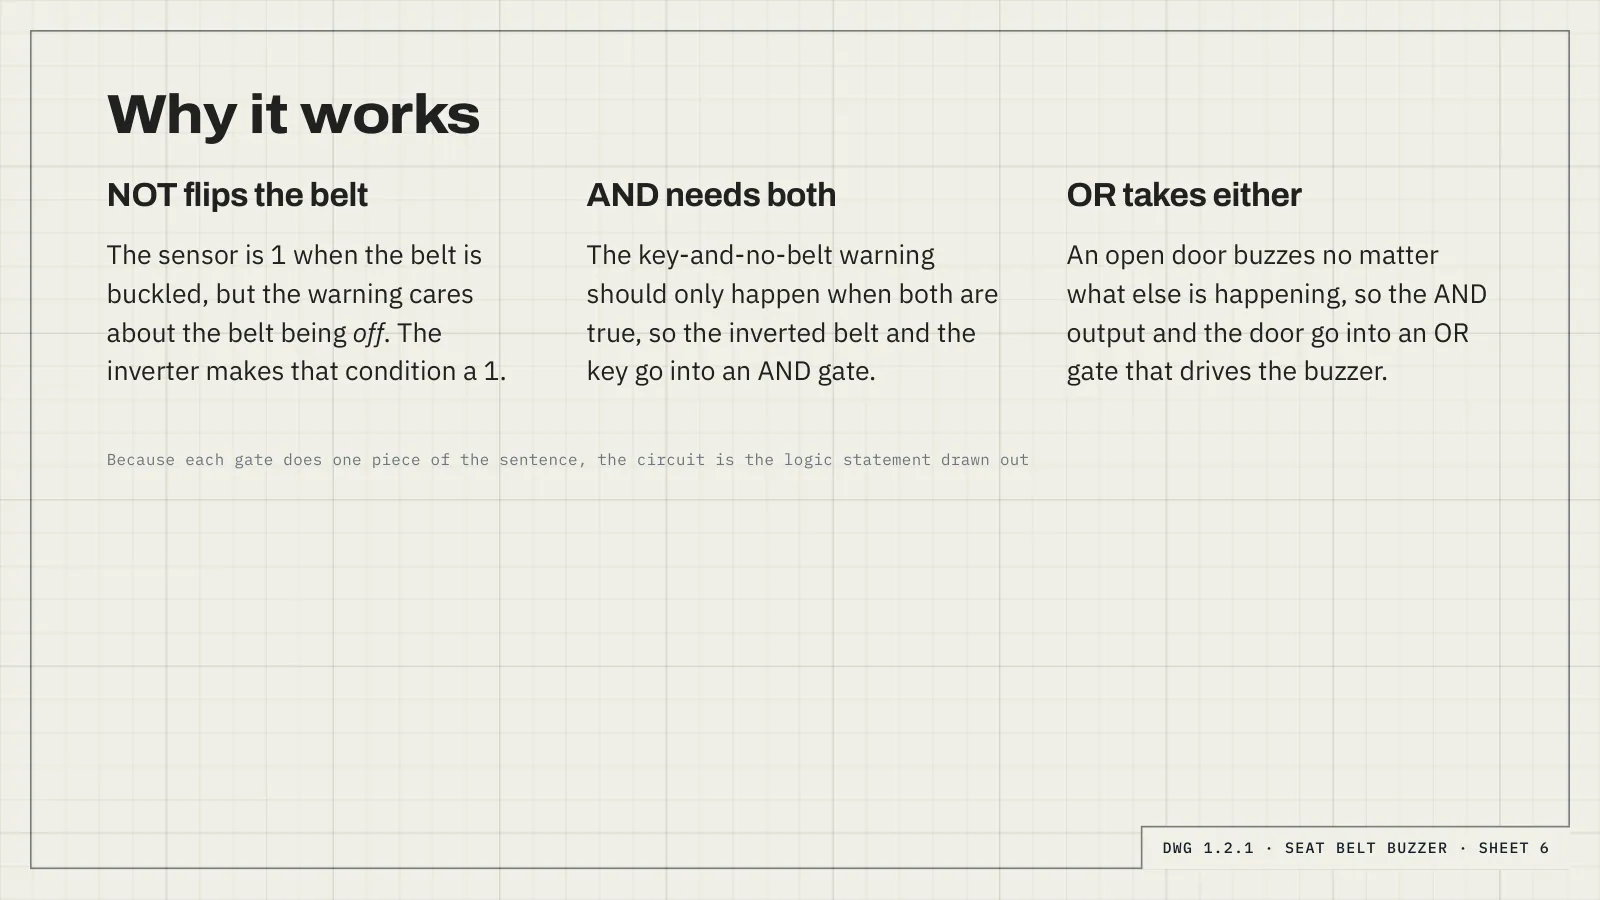 Why it works
NOT flips the belt
The sensor is 1 when the belt is
buckled, but the warning cares
about the belt being off. The
inverter makes that condition a 1.
AND needs both
The key-and-no-belt warning
should only happen when both are
true, so the inverted belt and the
key go into an AND gate.
OR takes either
An open door buzzes no matter
what else is happening, so the AND
output and the door go into an OR
gate that drives the buzzer.
Because each gate does one piece of the sentence, the circuit is the logic statement drawn out
DWG 1.2.1 · SEAT BELT BUZZER · SHEET 6